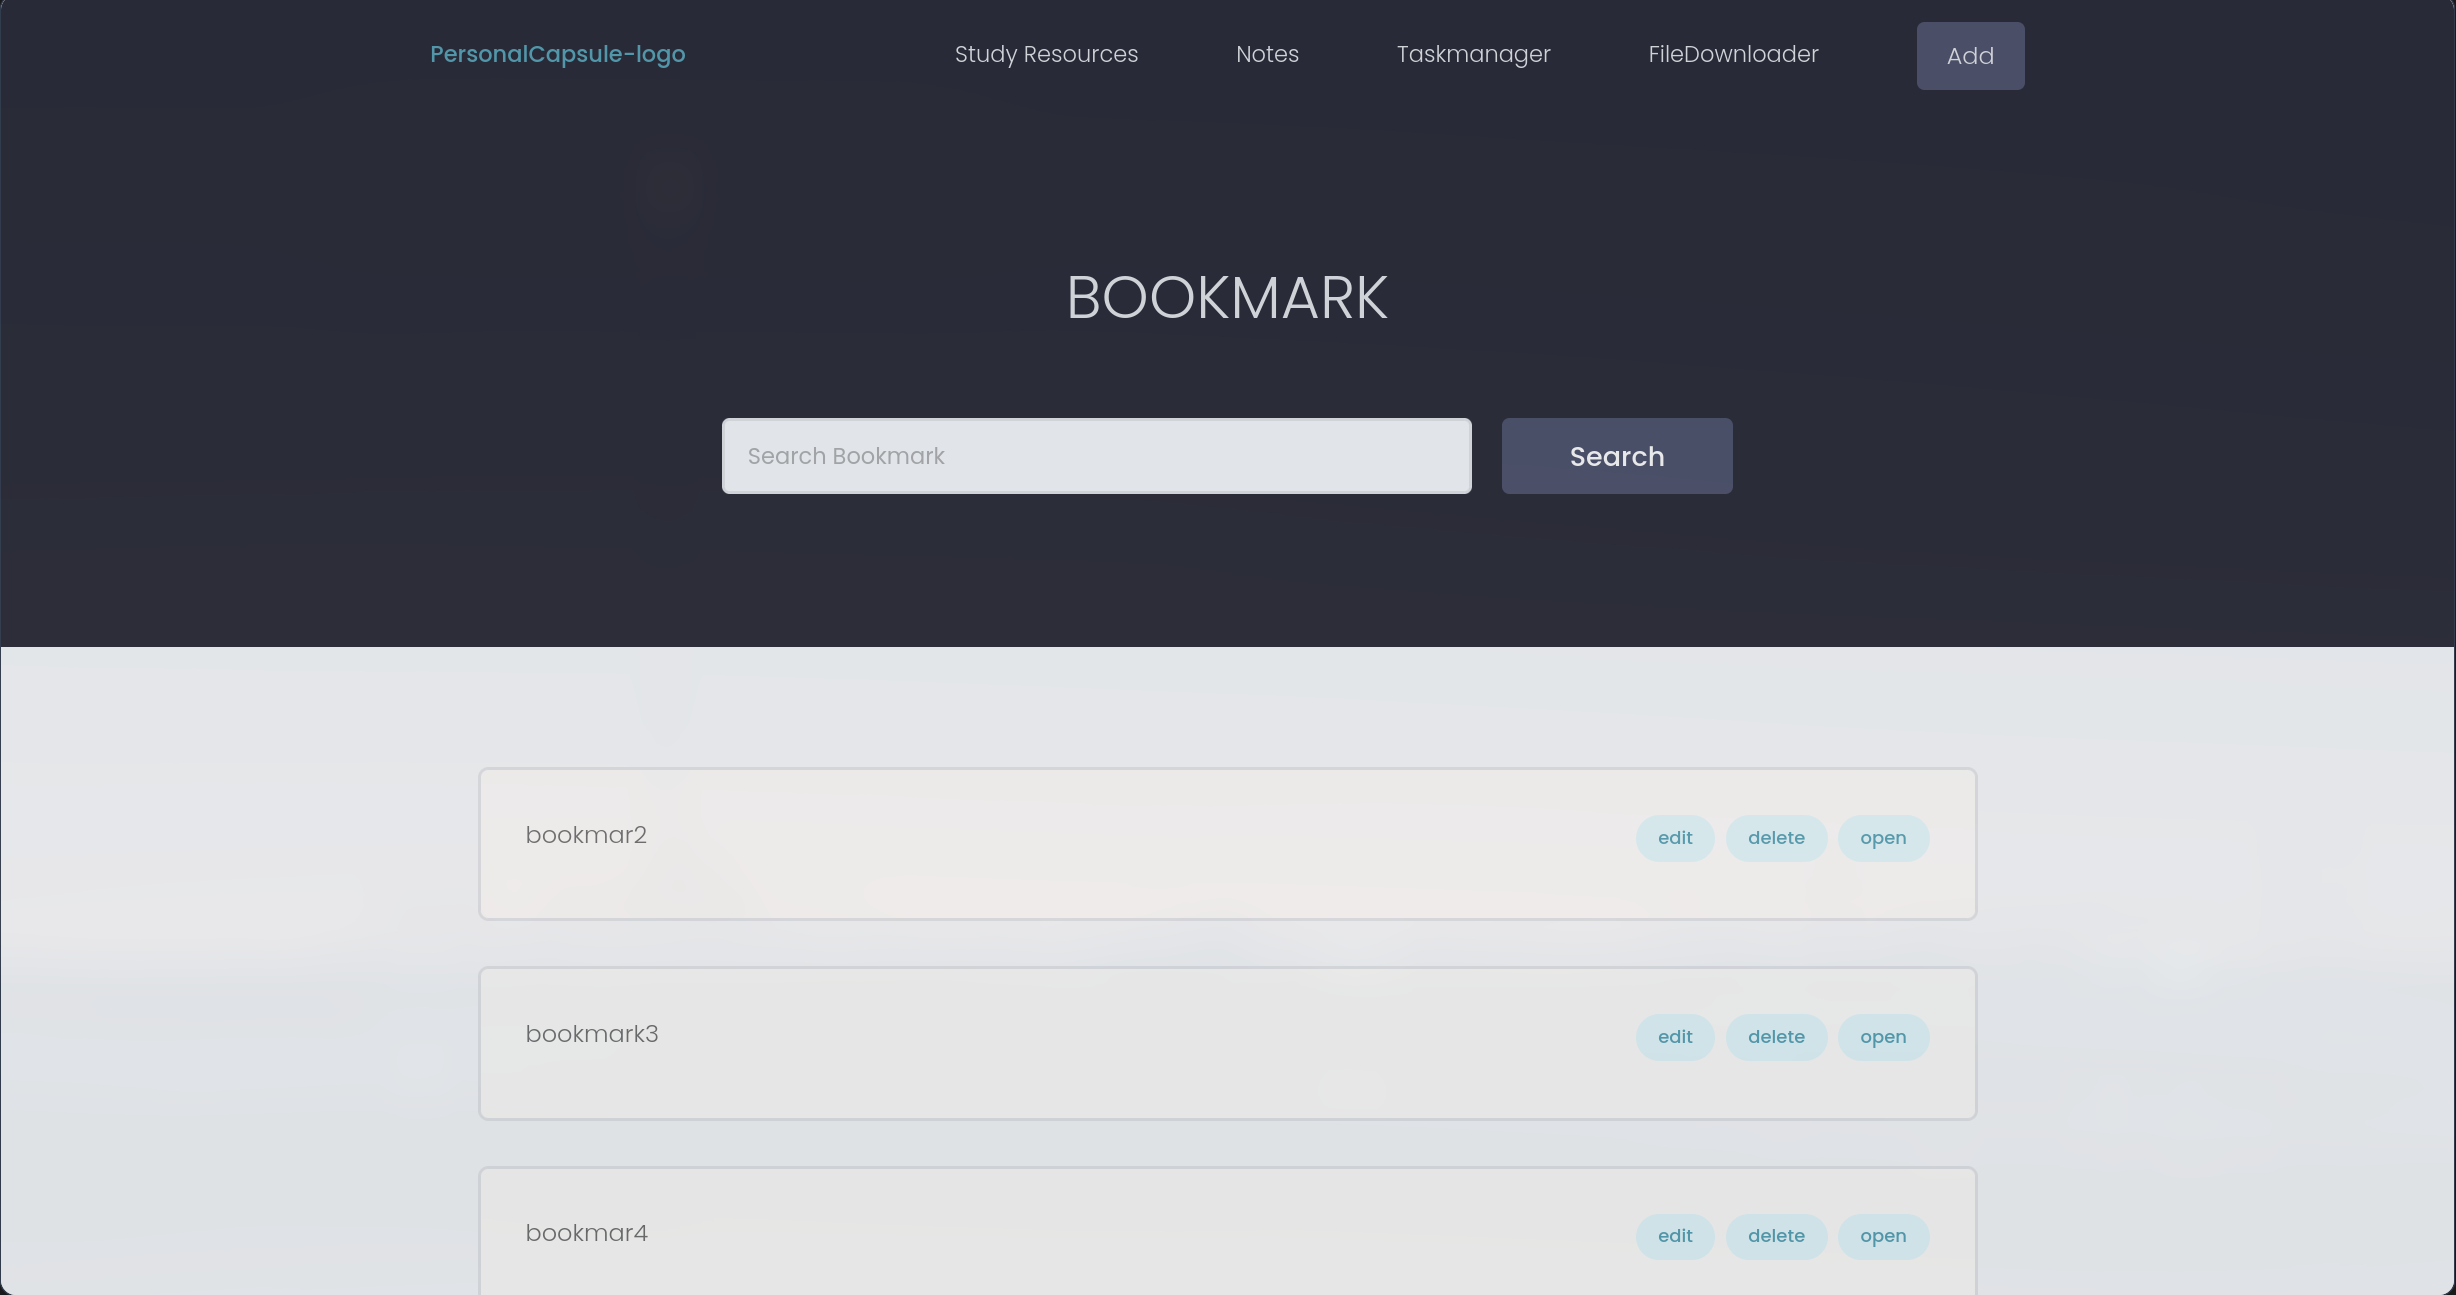 PersonalCapsule-logo Study Resources Notes Taskmanager FileDownloader Add
BOOKMARK
Search Bookmark Search
bookmar2 edit delete open
bookmark3 edit delete open
bookmar4 edit delete open